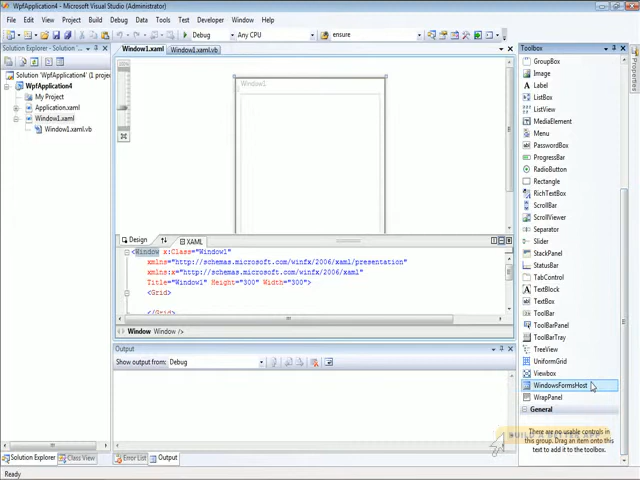 WpfApplication4 - Microsoft Visual Studio (Administrator)
File Edit View Project Build Debug Data Tools Test Developer Window Help
Debug Any CPU ensure
Solution Explorer - Solution 'WpfAp
Window1.xaml Window1.xaml.vb
Toolbox
Solution 'WpfApplication4' (1 proje
WpfApplication4
My Project
Application.xaml
Window1.xaml
Window1.xaml.vb
Window1
GroupBox
Image
Label
ListBox
ListView
MediaElement
Menu
PasswordBox
ProgressBar
RadioButton
Rectangle
RichTextBox
ScrollBar
ScrollViewer
Separator
Slider
StackPanel
StatusBar
TabControl
TextBlock
TextBox
ToolBar
ToolBarPanel
ToolBarTray
TreeView
UniformGrid
Viewbox
WindowsFormsHost
WrapPanel
General
There are no usable controls in
this group. Drag an item onto this
text to add it to the toolbox.
Properties
Design XAML
<Window x:Class="Window1"
xmlns="http://schemas.microsoft.com/winfx/2006/xaml/presentation"
xmlns:x="http://schemas.microsoft.com/winfx/2006/xaml"
Title="Window1" Height="300" Width="300">
<Grid>
</Grid>
Window Window />
Output
Show output from: Debug
Solution Explorer Class View
Error List Output
Ready